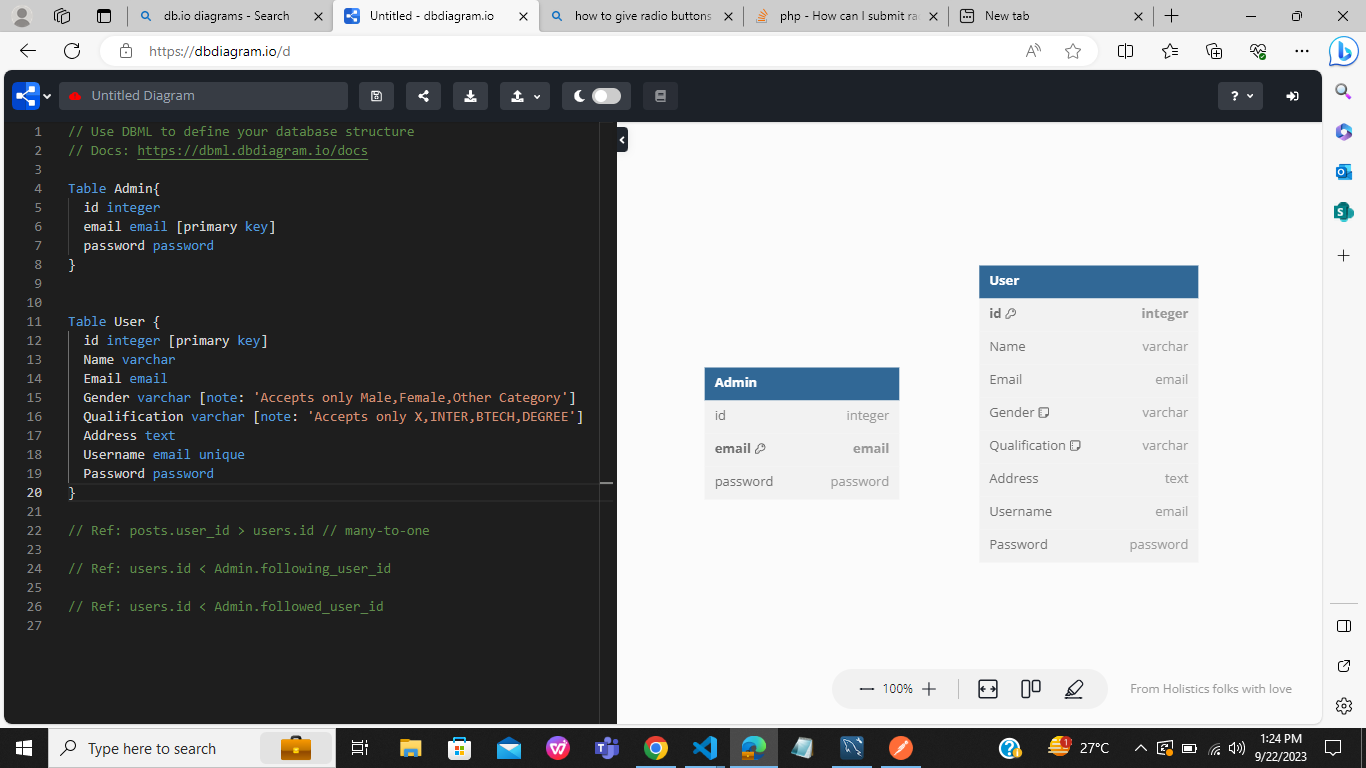 db.io diagrams - Search
Untitled - dbdiagram.io
how to give radio buttons
php - How can I submit ra
New tab
https://dbdiagram.io/d
Untitled Diagram
?
1 // Use DBML to define your database structure
2 // Docs: https://dbml.dbdiagram.io/docs
3
4 Table Admin{
5 id integer
6 email email [primary key]
7 password password
8 }
9
10
11 Table User {
12 id integer [primary key]
13 Name varchar
14 Email email
15 Gender varchar [note: 'Accepts only Male,Female,Other Category']
16 Qualification varchar [note: 'Accepts only X,INTER,BTECH,DEGREE']
17 Address text
18 Username email unique
19 Password password
20 }
21
22 // Ref: posts.user_id > users.id // many-to-one
23
24 // Ref: users.id < Admin.following_user_id
25
26 // Ref: users.id < Admin.followed_user_id
27
Admin
id integer
email email
password password
User
id integer
Name varchar
Email email
Gender varchar
Qualification varchar
Address text
Username email
Password password
100%
From Holistics folks with love
Type here to search
1
27°C
1:24 PM
9/22/2023